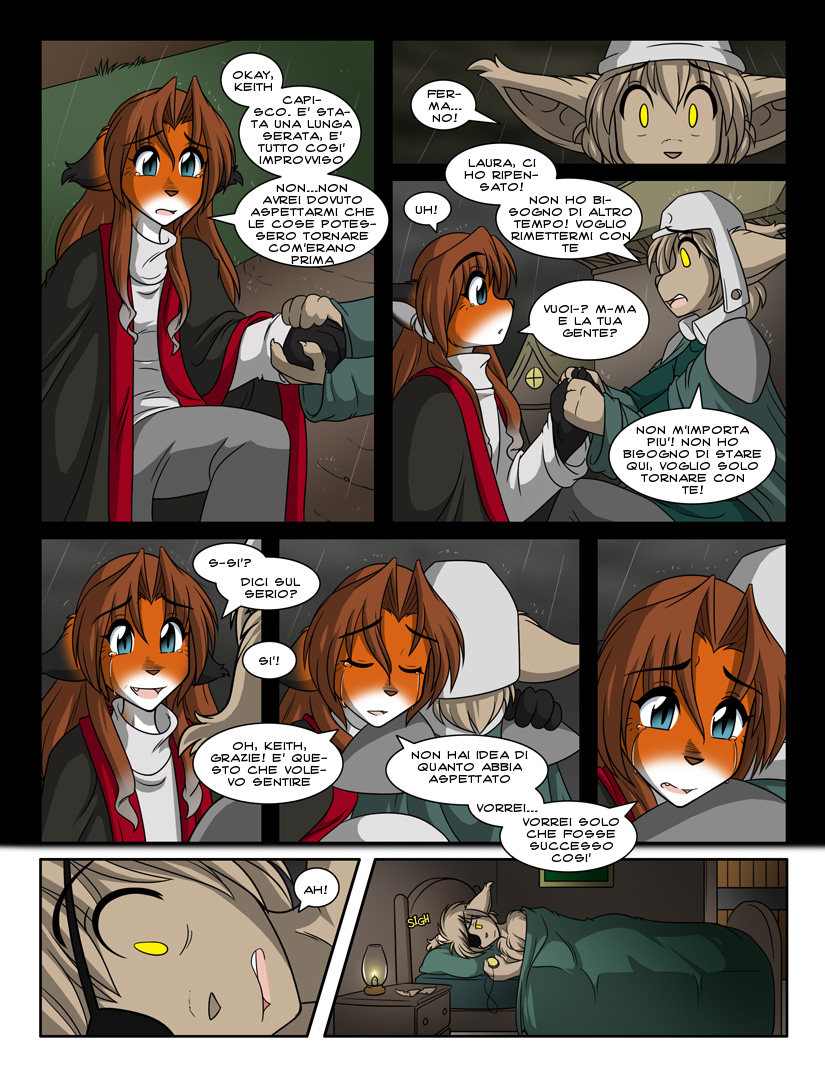 OKAY,
KEITH
CAPI-
SCO. E' STA-
TA UNA LUNGA
SERATA, E'
TUTTO COSI'
IMPROVVISO
NON...NON
AVREI DOVUTO
ASPETTARMI CHE
LE COSE POTES-
SERO TORNARE
COM'ERANO
PRIMA
FER-
MA...
NO!
LAURA, CI
HO RIPEN-
SATO!
NON HO BI-
SOGNO DI ALTRO
TEMPO! VOGLIO
RIMETTERMI CON
TE
UH!
VUOI-? M-MA
E LA TUA
GENTE?
NON M'IMPORTA
PIU'! NON HO
BISOGNO DI STARE
QUI, VOGLIO SOLO
TORNARE CON
TE!
S-SI'?
DICI SUL
SERIO?
SI'!
OH, KEITH,
GRAZIE! E' QUE-
STO CHE VOLE-
VO SENTIRE
NON HAI IDEA DI
QUANTO ABBIA
ASPETTATO
VORREI...
VORREI SOLO
CHE FOSSE
SUCCESSO
COSI'
AH!
SIGH